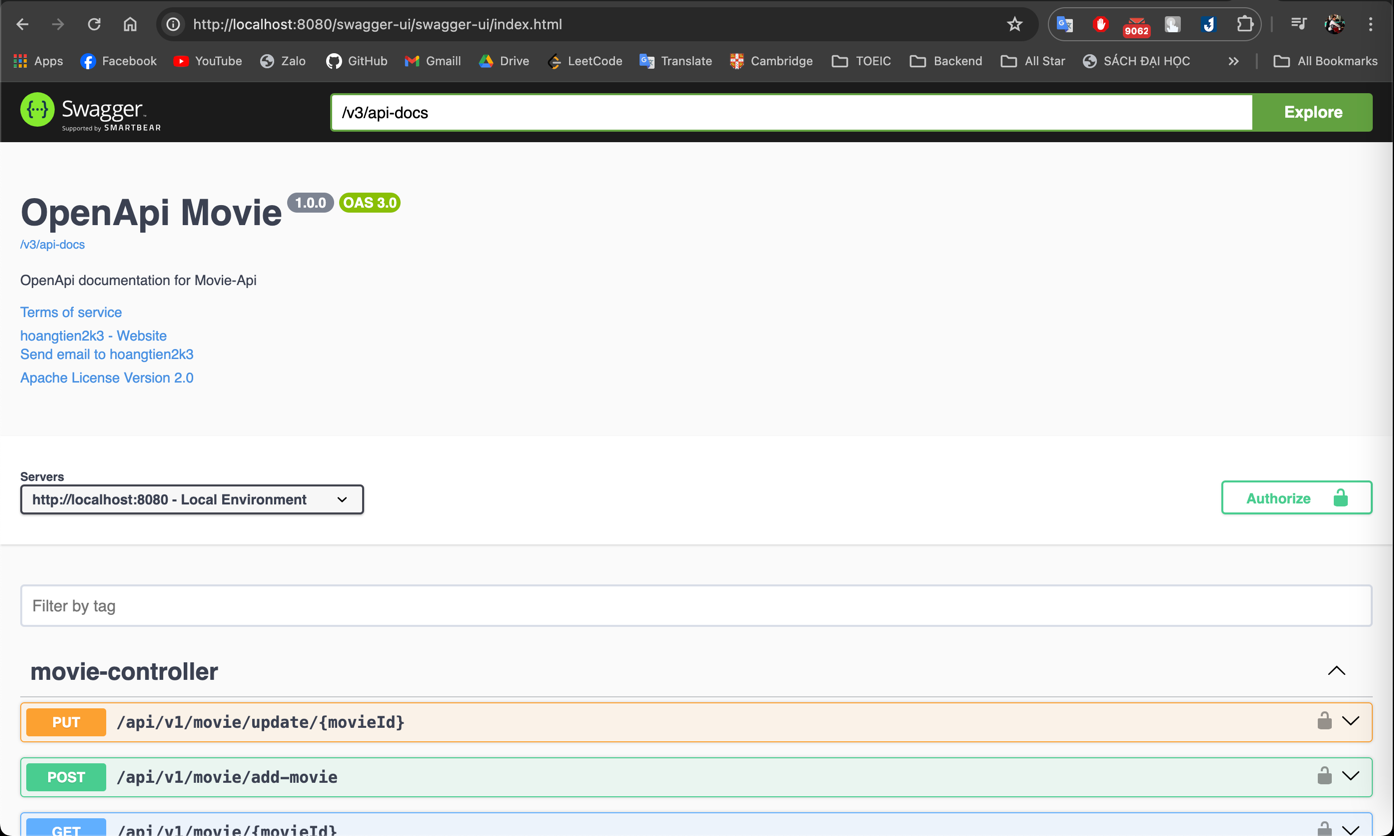 http://localhost:8080/swagger-ui/swagger-ui/index.html
9062
Apps Facebook YouTube Zalo GitHub Gmaill Drive LeetCode Translate Cambridge TOEIC Backend All Star SÁCH ĐẠI HỌC » All Bookmarks
{··} Swagger™
Supported by SMARTBEAR
/v3/api-docs
Explore
OpenApi Movie 1.0.0 OAS 3.0
/v3/api-docs
OpenApi documentation for Movie-Api
Terms of service
hoangtien2k3 - Website
Send email to hoangtien2k3
Apache License Version 2.0
Servers
http://localhost:8080 - Local Environment
Authorize
Filter by tag
movie-controller
PUT /api/v1/movie/update/{movieId}
POST /api/v1/movie/add-movie
GET /api/v1/movie/{movieId}